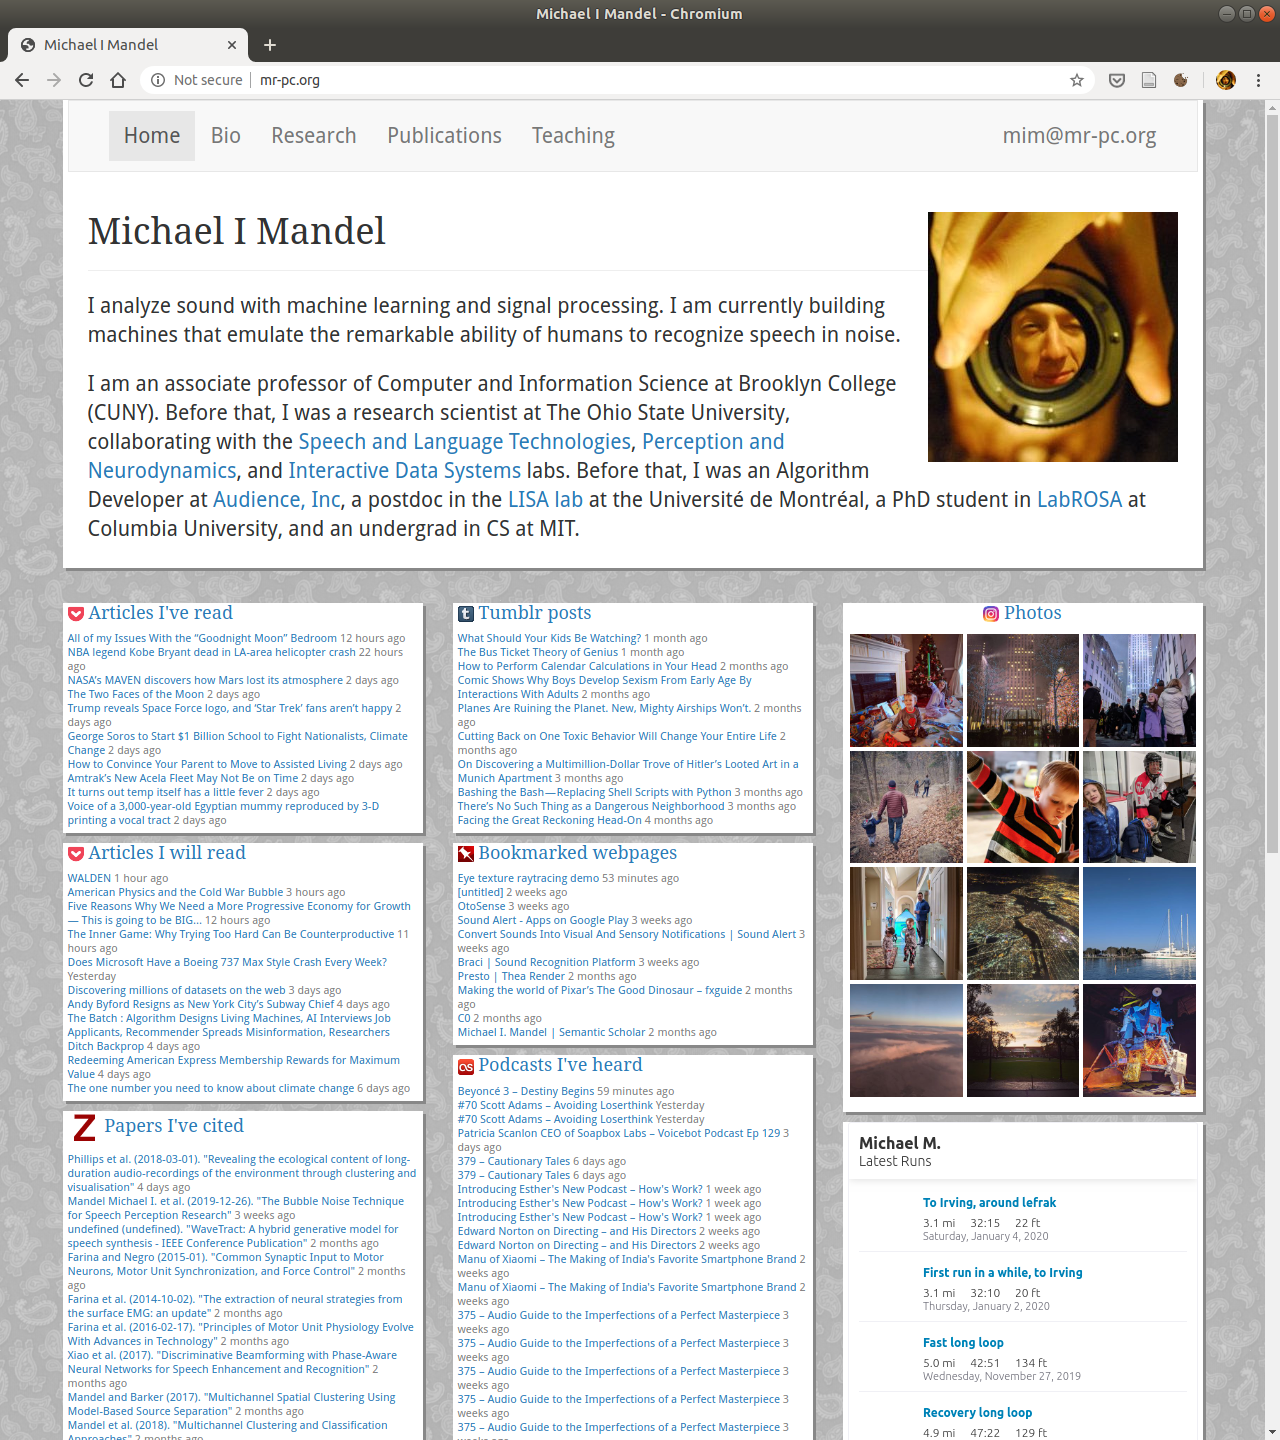 Michael I Mandel - Chromium
Michael I Mandel
Not secure
mr-pc.org
Home
Bio
Research
Publications
Teaching
mim@mr-pc.org
Michael I Mandel
I analyze sound with machine learning and signal processing. I am currently building
machines that emulate the remarkable ability of humans to recognize speech in noise.
I am an associate professor of Computer and Information Science at Brooklyn College
(CUNY). Before that, I was a research scientist at The Ohio State University,
collaborating with the Speech and Language Technologies, Perception and
Neurodynamics, and Interactive Data Systems labs. Before that, I was an Algorithm
Developer at Audience, Inc, a postdoc in the LISA lab at the Université de Montréal, a PhD student in LabROSA at
Columbia University, and an undergrad in CS at MIT.
Articles I've read
All of my Issues With the “Goodnight Moon” Bedroom 12 hours ago
NBA legend Kobe Bryant dead in LA-area helicopter crash 22 hours
ago
NASA’s MAVEN discovers how Mars lost its atmosphere 2 days ago
The Two Faces of the Moon 2 days ago
Trump reveals Space Force logo, and ‘Star Trek’ fans aren’t happy 2
days ago
George Soros to Start $1 Billion School to Fight Nationalists, Climate
Change 2 days ago
How to Convince Your Parent to Move to Assisted Living 2 days ago
Amtrak’s New Acela Fleet May Not Be on Time 2 days ago
It turns out temp itself has a little fever 2 days ago
Voice of a 3,000-year-old Egyptian mummy reproduced by 3-D
printing a vocal tract 2 days ago
Articles I will read
WALDEN 1 hour ago
American Physics and the Cold War Bubble 3 hours ago
Five Reasons Why We Need a More Progressive Economy for Growth
— This is going to be BIG... 12 hours ago
The Inner Game: Why Trying Too Hard Can Be Counterproductive 11
hours ago
Does Microsoft Have a Boeing 737 Max Style Crash Every Week?
Yesterday
Discovering millions of datasets on the web 3 days ago
Andy Byford Resigns as New York City’s Subway Chief 4 days ago
The Batch : Algorithm Designs Living Machines, AI Interviews Job
Applicants, Recommender Spreads Misinformation, Researchers
Ditch Backprop 4 days ago
Redeeming American Express Membership Rewards for Maximum
Value 4 days ago
The one number you need to know about climate change 6 days ago
Z Papers I've cited
Phillips et al. (2018-03-01). "Revealing the ecological content of long-
duration audio-recordings of the environment through clustering and
visualisation" 4 days ago
Mandel Michael I. et al. (2019-12-26). "The Bubble Noise Technique
for Speech Perception Research" 3 weeks ago
undefined (undefined). "WaveTract: A hybrid generative model for
speech synthesis - IEEE Conference Publication" 2 months ago
Farina and Negro (2015-01). "Common Synaptic Input to Motor
Neurons, Motor Unit Synchronization, and Force Control" 2 months
ago
Farina et al. (2014-10-02). "The extraction of neural strategies from
the surface EMG: an update" 2 months ago
Farina et al. (2016-02-17). "Principles of Motor Unit Physiology Evolve
With Advances in Technology" 2 months ago
Xiao et al. (2017). "Discriminative Beamforming with Phase-Aware
Neural Networks for Speech Enhancement and Recognition" 2
months ago
Mandel and Barker (2017). "Multichannel Spatial Clustering Using
Model-Based Source Separation" 2 months ago
Mandel et al. (2018). "Multichannel Clustering and Classification
Approaches" 2 months ago
Tumblr posts
What Should Your Kids Be Watching? 1 month ago
The Bus Ticket Theory of Genius 1 month ago
How to Perform Calendar Calculations in Your Head 2 months ago
Comic Shows Why Boys Develop Sexism From Early Age By
Interactions With Adults 2 months ago
Planes Are Ruining the Planet. New, Mighty Airships Won’t. 2 months
ago
Cutting Back on One Toxic Behavior Will Change Your Entire Life 2
months ago
On Discovering a Multimillion-Dollar Trove of Hitler’s Looted Art in a
Munich Apartment 3 months ago
Bashing the Bash — Replacing Shell Scripts with Python 3 months ago
There’s No Such Thing as a Dangerous Neighborhood 3 months ago
Facing the Great Reckoning Head-On 4 months ago
Bookmarked webpages
Eye texture raytracing demo 53 minutes ago
[untitled] 2 weeks ago
OtoSense 3 weeks ago
Sound Alert - Apps on Google Play 3 weeks ago
Convert Sounds Into Visual And Sensory Notifications | Sound Alert 3
weeks ago
Braci | Sound Recognition Platform 3 weeks ago
Presto | Thea Render 2 months ago
Making the world of Pixar’s The Good Dinosaur – fxguide 2 months
ago
C0 2 months ago
Michael I. Mandel | Semantic Scholar 2 months ago
Podcasts I've heard
Beyoncé 3 – Destiny Begins 59 minutes ago
#70 Scott Adams – Avoiding Loserthink Yesterday
#70 Scott Adams – Avoiding Loserthink Yesterday
Patricia Scanlon CEO of Soapbox Labs – Voicebot Podcast Ep 129 3
days ago
379 – Cautionary Tales 6 days ago
379 – Cautionary Tales 6 days ago
Introducing Esther's New Podcast – How's Work? 1 week ago
Introducing Esther's New Podcast – How's Work? 1 week ago
Introducing Esther's New Podcast – How's Work? 1 week ago
Edward Norton on Directing – and His Directors 2 weeks ago
Edward Norton on Directing – and His Directors 2 weeks ago
Manu of Xiaomi – The Making of India's Favorite Smartphone Brand 2
weeks ago
Manu of Xiaomi – The Making of India's Favorite Smartphone Brand 2
weeks ago
375 – Audio Guide to the Imperfections of a Perfect Masterpiece 3
weeks ago
375 – Audio Guide to the Imperfections of a Perfect Masterpiece 3
weeks ago
375 – Audio Guide to the Imperfections of a Perfect Masterpiece 3
weeks ago
375 – Audio Guide to the Imperfections of a Perfect Masterpiece 3
weeks ago
375 – Audio Guide to the Imperfections of a Perfect Masterpiece 3
weeks ago
Photos
Michael M.
Latest Runs
To Irving, around lefrak
3.1 mi 32:15 22 ft
Saturday, January 4, 2020
First run in a while, to Irving
3.1 mi 32:10 20 ft
Thursday, January 2, 2020
Fast long loop
5.0 mi 42:51 134 ft
Wednesday, November 27, 2019
Recovery long loop
4.9 mi 47:22 129 ft